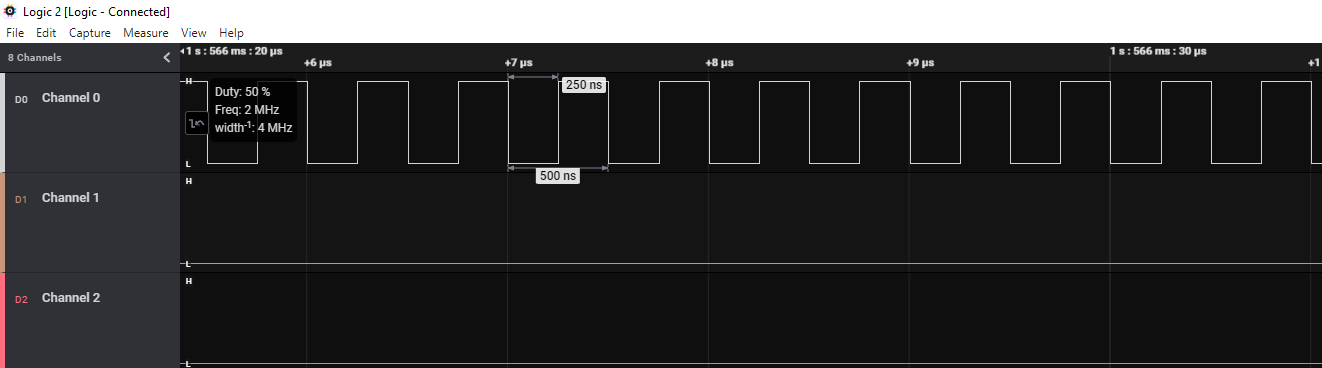 Logic 2 [Logic - Connected]
File Edit Capture Measure View Help
8 Channels
1 s : 566 ms : 20 µs
1 s : 566 ms : 30 µs
+6 µs +7 µs +8 µs +9 µs +1
D0 Channel 0
H
Duty: 50 %
Freq: 2 MHz
width-1: 4 MHz
250 ns
L
500 ns
D1 Channel 1
H
L
D2 Channel 2
H
L